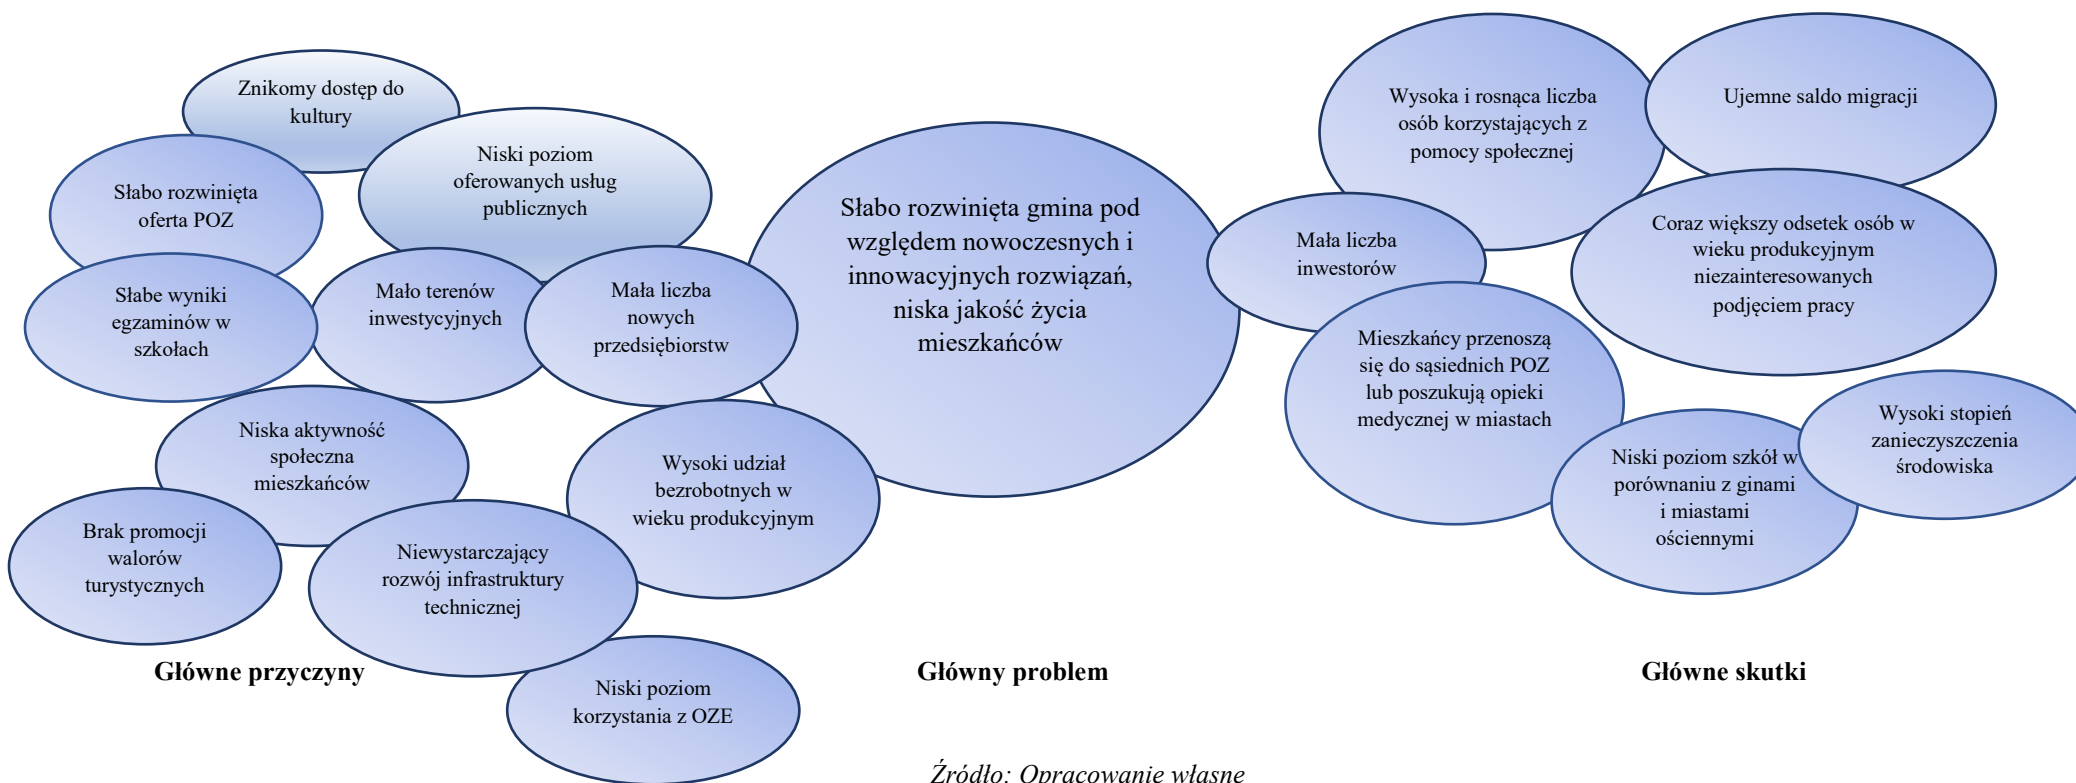 Znikomy dostęp do
kultury
Niski poziom
oferowanych usług
publicznych
Słabo rozwinięta
oferta POZ
Słabe wyniki
egzaminów w
szkołach
Mało terenów
inwestycyjnych
Mała liczba
nowych
przedsiębiorstw
Niska aktywność
społeczna
mieszkańców
Wysoki udział
bezrobotnych w
wieku produkcyjnym
Brak promocji
walorów
turystycznych
Niewystarczający
rozwój infrastruktury
technicznej
Niski poziom
korzystania z OZE
Główne przyczyny
Słabo rozwinięta gmina pod
względem nowoczesnych i
innowacyjnych rozwiązań,
niska jakość życia
mieszkańców
Główny problem
Wysoka i rosnąca liczba
osób korzystających z
pomocy społecznej
Ujemne saldo migracji
Mała liczba
inwestorów
Coraz większy odsetek osób w
wieku produkcyjnym
niezainteresowanych
podjęciem pracy
Mieszkańcy przenoszą
się do sąsiednich POZ
lub poszukują opieki
medycznej w miastach
Wysoki stopień
zanieczyszczenia
środowiska
Niski poziom szkół w
porównaniu z ginami
i miastami
ościennymi
Główne skutki
Źródło: Opracowanie własne